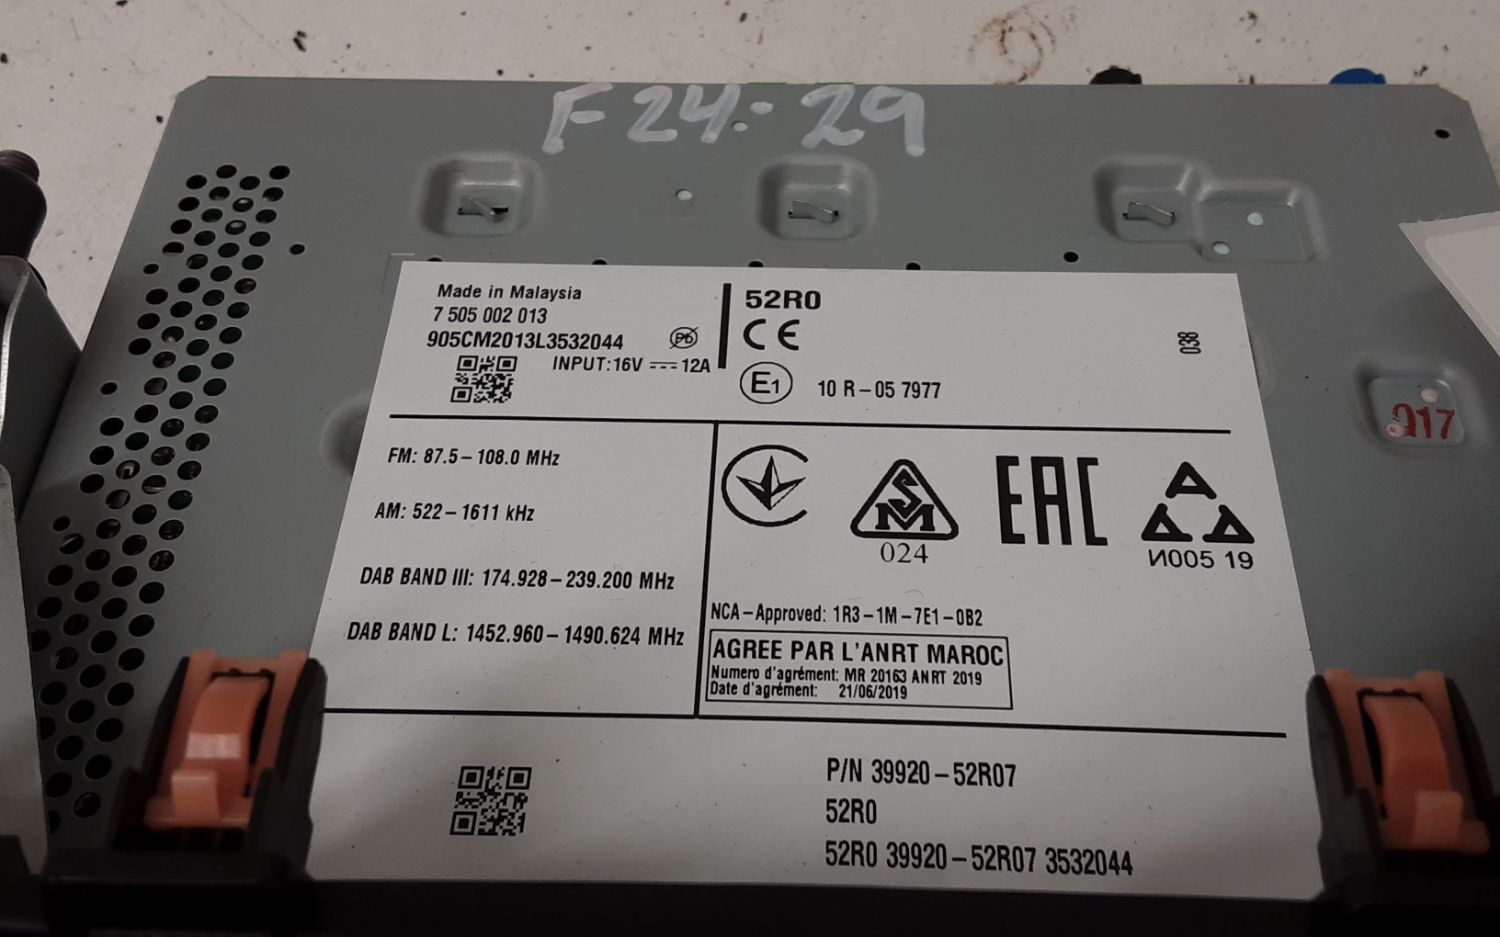 F24-29
Made in Malaysia
7 505 002 013
905CM2013L3532044
Pb
INPUT:16V 12A
52R0
CE
038
E1
10 R-05 7977
017
FM: 87.5-108.0 MHz
AM: 522-1611 kHz
DAB BAND III: 174.928-239.200 MHz
DAB BAND L: 1452.960-1490.624 MHz
SM
024
EAC
A
И005 19
NCA-Approved: 1R3-1M-7E1-0B2
AGREE PAR L'ANRT MAROC
Numero d'agrément: MR 20163 ANRT 2019
Date d'agrément: 21/06/2019
P/N 39920-52R07
52R0
52R0 39920-52R07 3532044